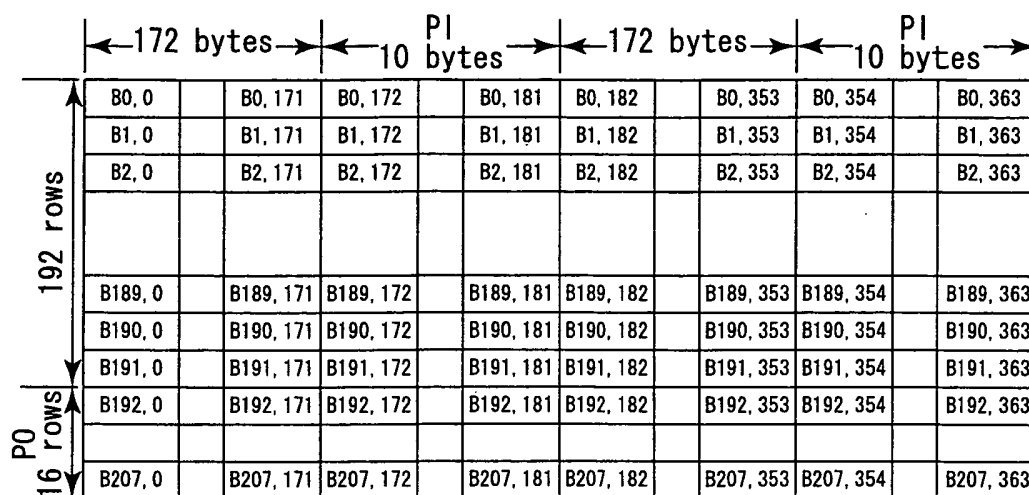 172 bytes PI 10 bytes 172 bytes PI 10 bytes
192 rows
B0, 0 B0, 171 B0, 172 B0, 181 B0, 182 B0, 353 B0, 354 B0, 363
B1, 0 B1, 171 B1, 172 B1, 181 B1, 182 B1, 353 B1, 354 B1, 363
B2, 0 B2, 171 B2, 172 B2, 181 B2, 182 B2, 353 B2, 354 B2, 363
B189, 0 B189, 171 B189, 172 B189, 181 B189, 182 B189, 353 B189, 354 B189, 363
B190, 0 B190, 171 B190, 172 B190, 181 B190, 182 B190, 353 B190, 354 B190, 363
B191, 0 B191, 171 B191, 172 B191, 181 B191, 182 B191, 353 B191, 354 B191, 363
PO
16 rows
B192, 0 B192, 171 B192, 172 B192, 181 B192, 182 B192, 353 B192, 354 B192, 363
B207, 0 B207, 171 B207, 172 B207, 181 B207, 182 B207, 353 B207, 354 B207, 363